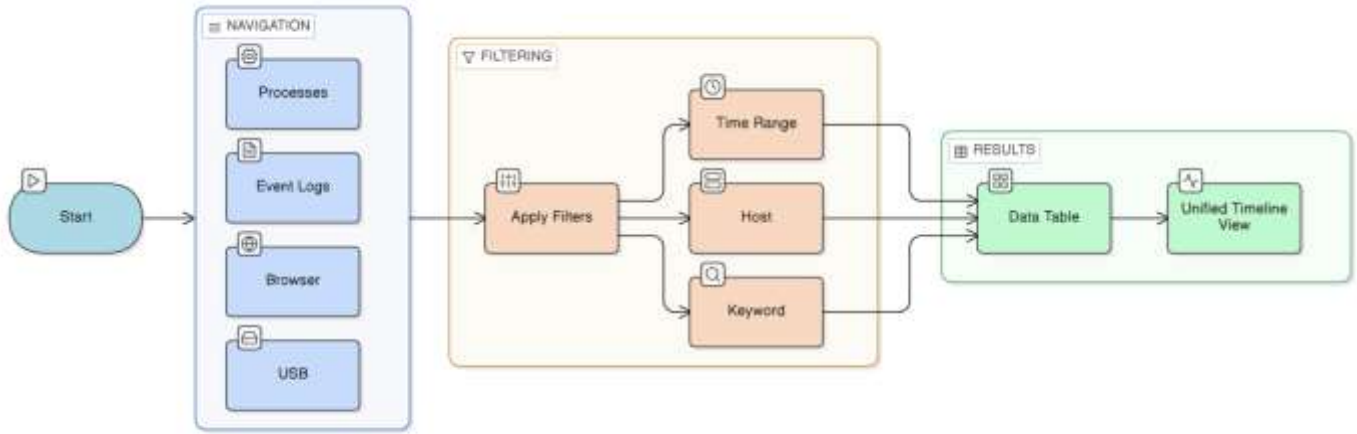 Start
NAVIGATION
Processes
Event Logs
Browser
USB
FILTERING
Apply Filters
Time Range
Host
Keyword
RESULTS
Data Table
Unified Timeline
View